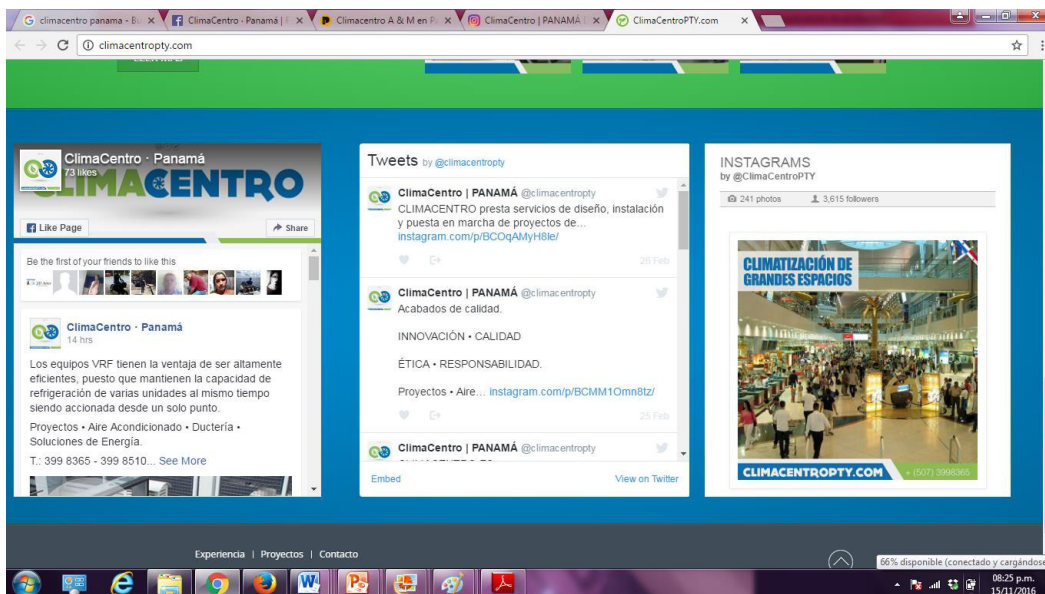 climacentro panama - Bu
ClimaCentro - Panamá | F
Climacentro A & M en P
ClimaCentro | PANAMÁ
ClimaCentroPTY.com
climacentropty.com
ClimaCentro · Panamá
73 likes
CLIMACENTRO
Like Page
Share
Be the first of your friends to like this
ClimaCentro · Panamá
14 hrs
Los equipos VRF tienen la ventaja de ser altamente
eficientes, puesto que mantienen la capacidad de
refrigeración de varias unidades al mismo tiempo
siendo accionada desde un solo punto.
Proyectos • Aire Acondicionado • Ductería •
Soluciones de Energía.
T.: 399 8365 - 399 8510... See More
Tweets by @climacentropty
ClimaCentro | PANAMÁ @climacentropty
CLIMACENTRO presta servicios de diseño, instalación
y puesta en marcha de proyectos de...
instagram.com/p/BCOqAMyH8le/
26 Feb
ClimaCentro | PANAMÁ @climacentropty
Acabados de calidad.
INNOVACIÓN • CALIDAD
ÉTICA • RESPONSABILIDAD.
Proyectos • Aire... instagram.com/p/BCMM1Omn8tz/
25 Feb
ClimaCentro | PANAMÁ @climacentropty
Embed
View on Twitter
INSTAGRAMS
by @ClimaCentroPTY
241 photos
3,615 followers
CLIMATIZACIÓN DE
GRANDES ESPACIOS
CLIMACENTROPTY.COM
+ (507) 3998365
Experiencia | Proyectos | Contacto
66% disponible (conectado y cargándose
08:25 p.m.
15/11/2016